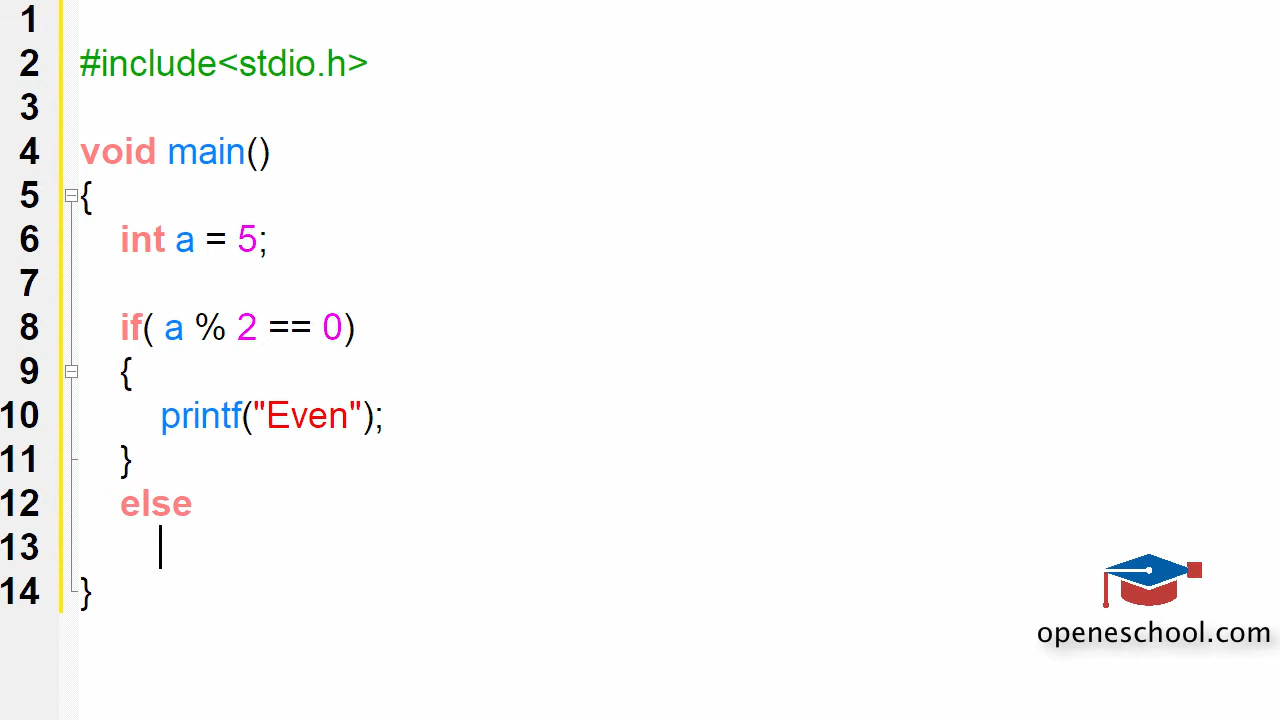 1
2 #include<stdio.h>
3
4 void main()
5 {
6 int a = 5;
7
8 if( a % 2 == 0)
9 {
10 printf("Even");
11 }
12 else
13
14 }
openeschool.com